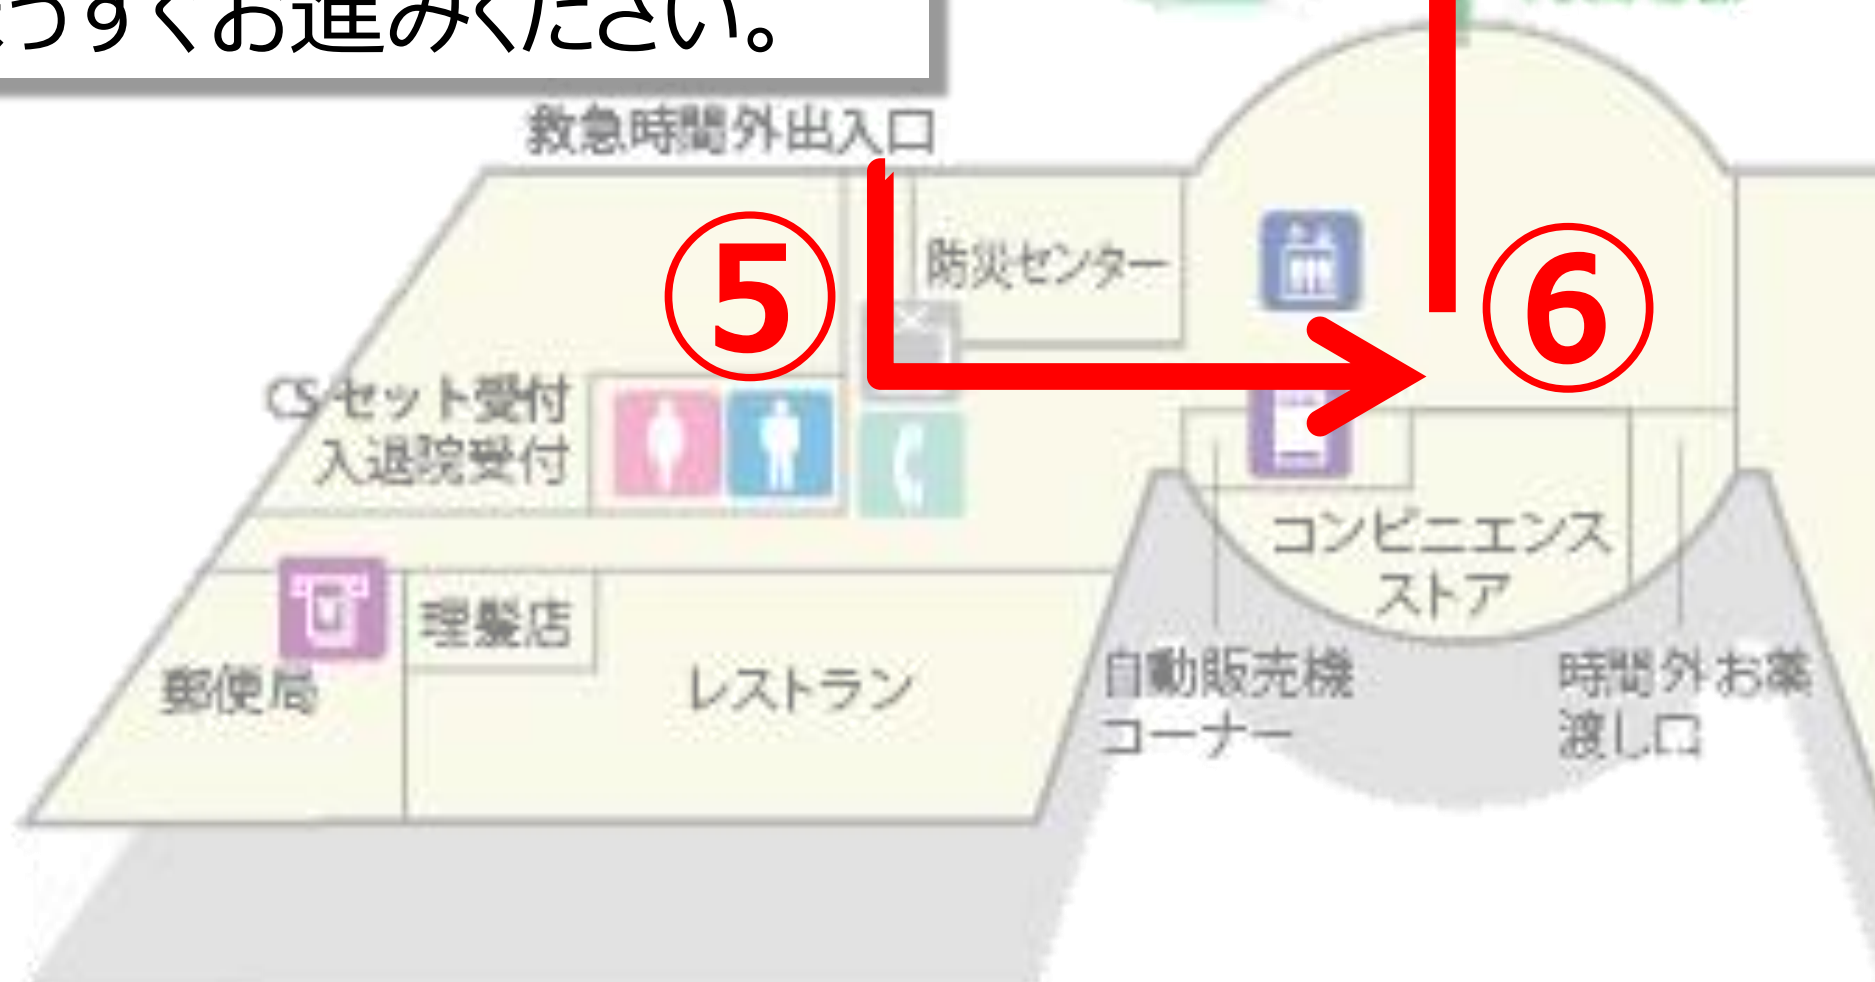 うすぐお進みください。
救急時間外出入口
防災センター
⑤
⑥
CSセット受付
入退院受付
コンビニエンス
ストア
理髪店
郵便局
レストラン
自動販売機
コーナー
時間外お薬
渡し口